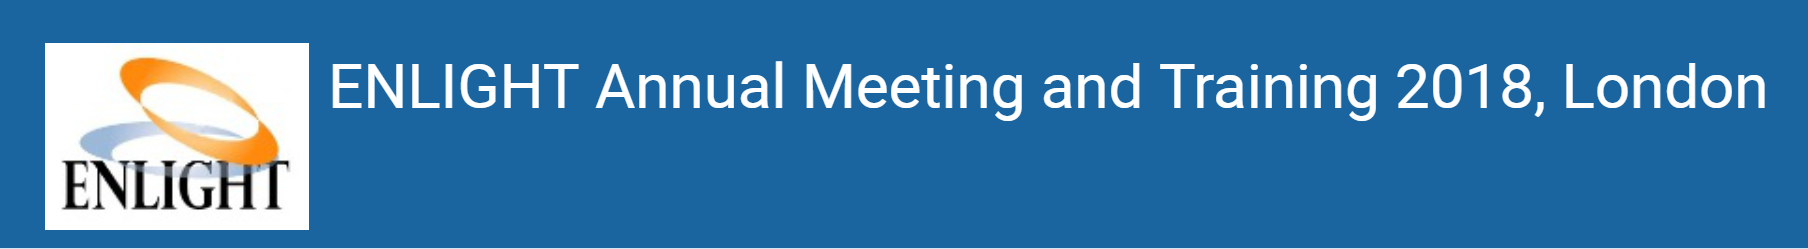 ENLIGHT Annual Meeting and Training 2018, London
ENLIGHT